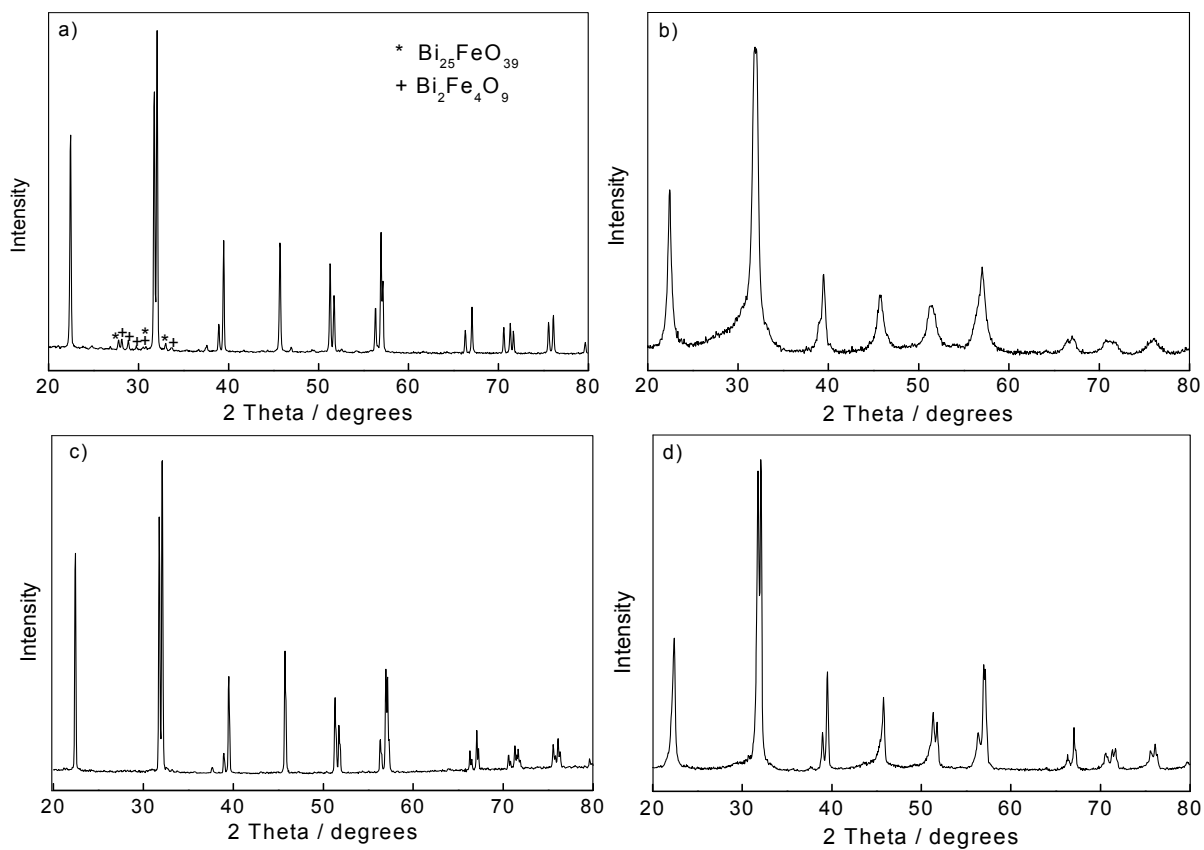 a)
* Bi₂₅FeO₃₉
+ Bi₂Fe₄O₉
* + + + * + * +
Intensity
20 30 40 50 60 70 80
2 Theta / degrees
b)
Intensity
20 30 40 50 60 70 80
2 Theta / degrees
c)
Intensity
20 30 40 50 60 70 80
2 Theta / degrees
d)
Intensity
20 30 40 50 60 70 80
2 Theta / degrees